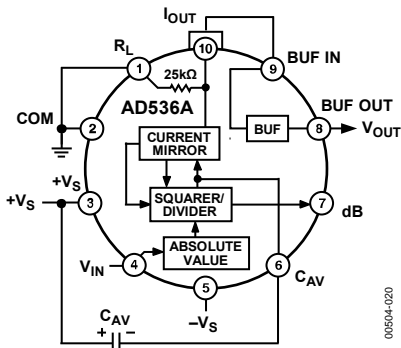 IOUT
RL
10
BUF IN
1
9
25kΩ
AD536A
BUF OUT
COM
2
CURRENT
MIRROR
BUF
8
VOUT
+VS
+VS
3
SQUARER/
DIVIDER
7
dB
VIN
4
ABSOLUTE
VALUE
6
CAV
5
–VS
CAV
+
–
00504-020